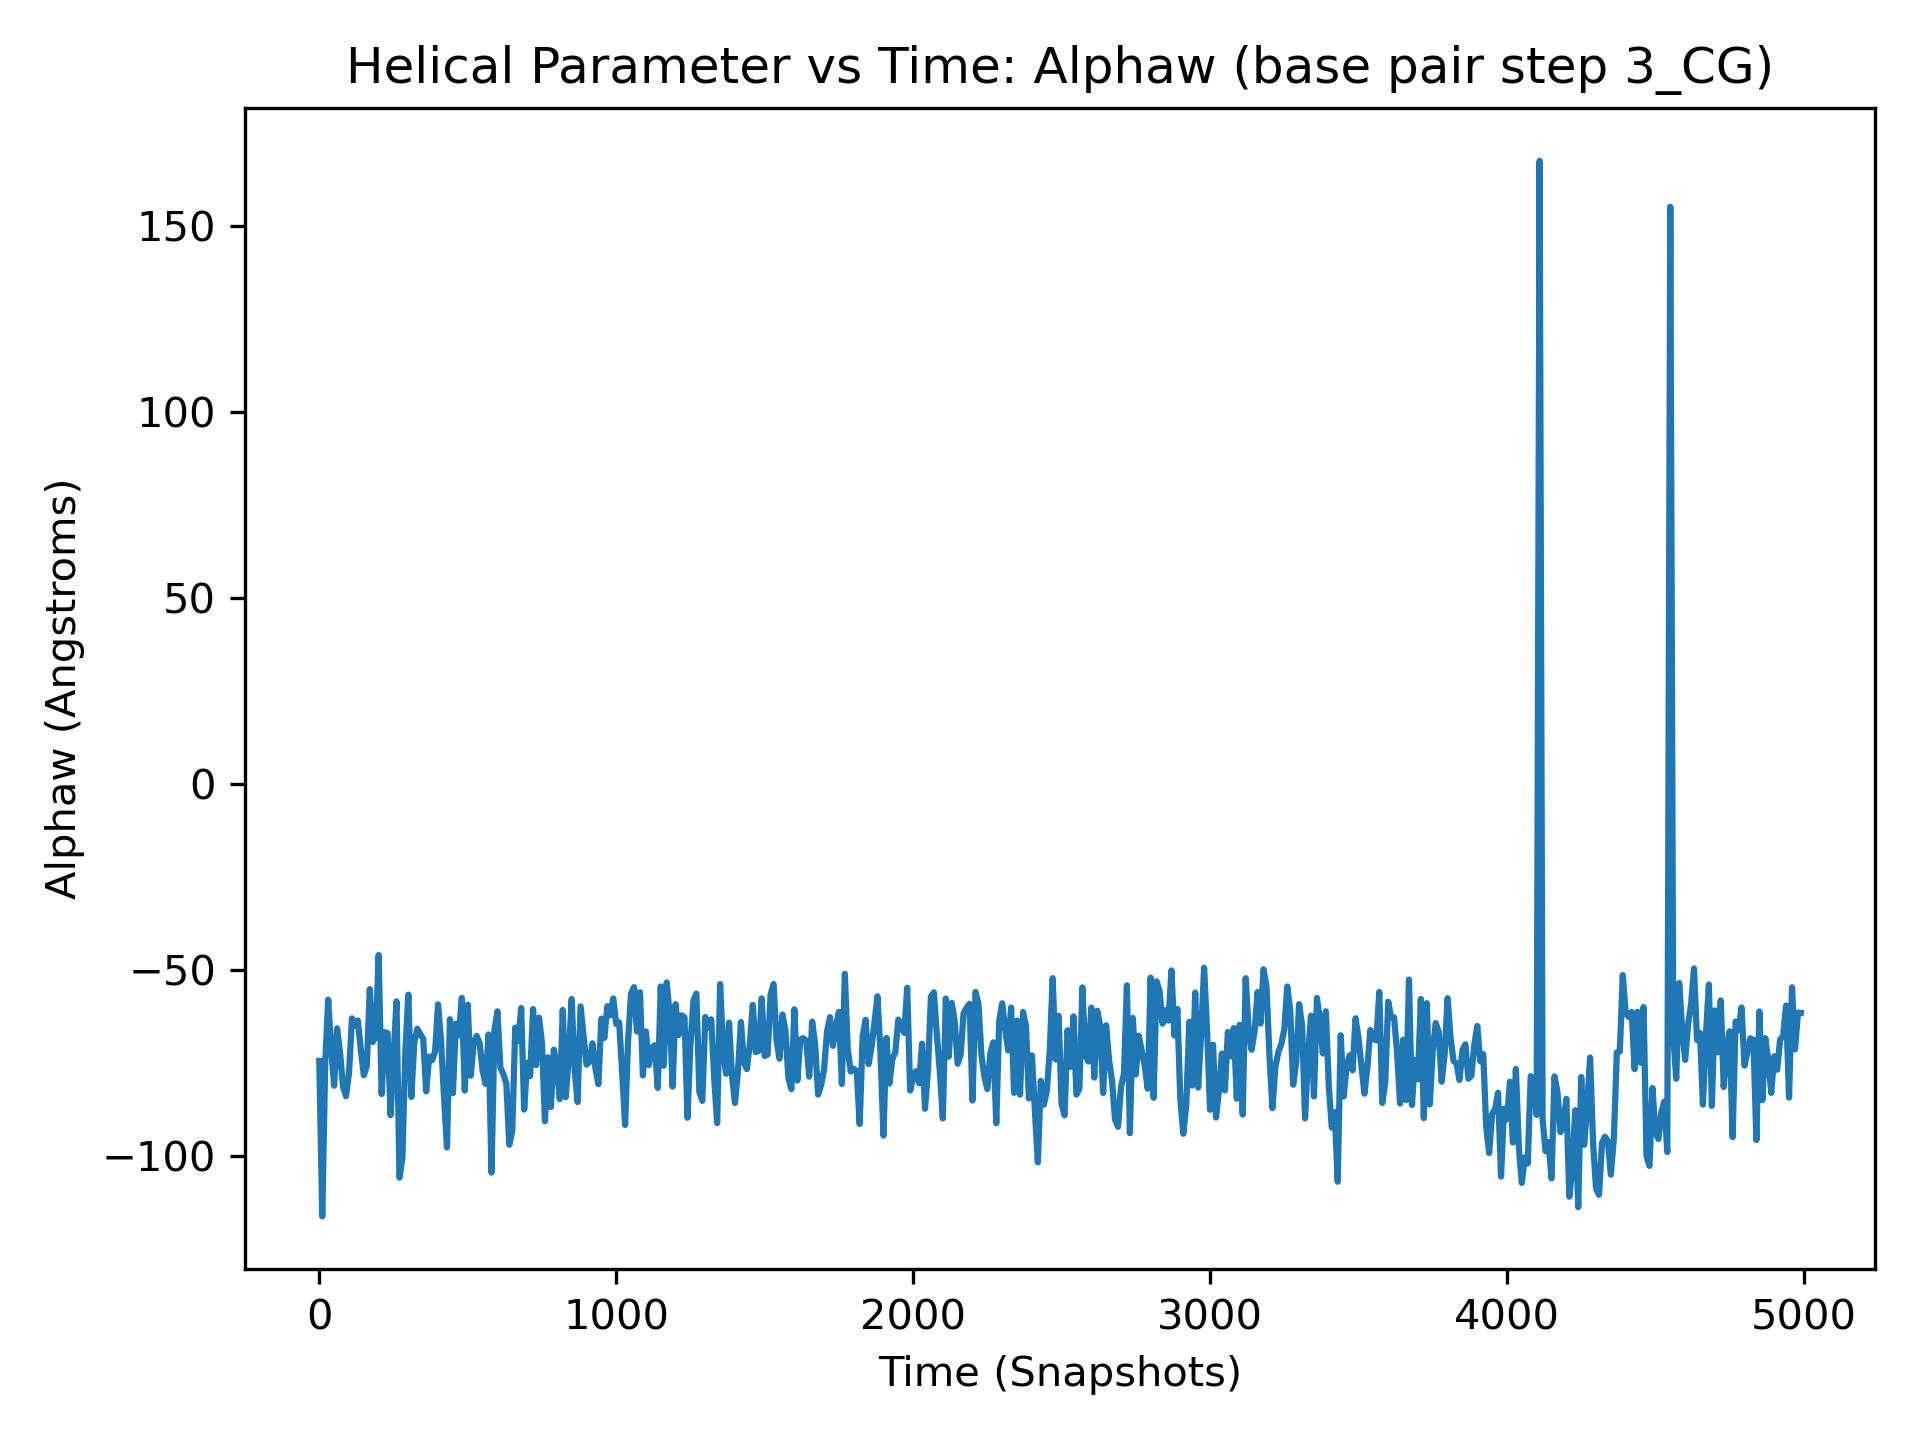 Helical Parameter vs Time: Alphaw (base pair step 3_CG)
Alphaw (Angstroms)
150
100
50
0
−50
−100
0 1000 2000 3000 4000 5000
Time (Snapshots)